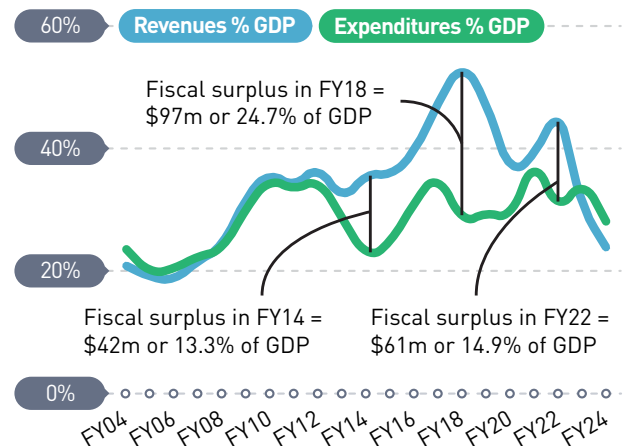 60%
Revenues % GDP
Expenditures % GDP
Fiscal surplus in FY18 =
$97m or 24.7% of GDP
40%
20%
Fiscal surplus in FY14 =
$42m or 13.3% of GDP
Fiscal surplus in FY22 =
$61m or 14.9% of GDP
0%
FY04
FY06
FY08
FY10
FY12
FY14
FY16
FY18
FY20
FY22
FY24